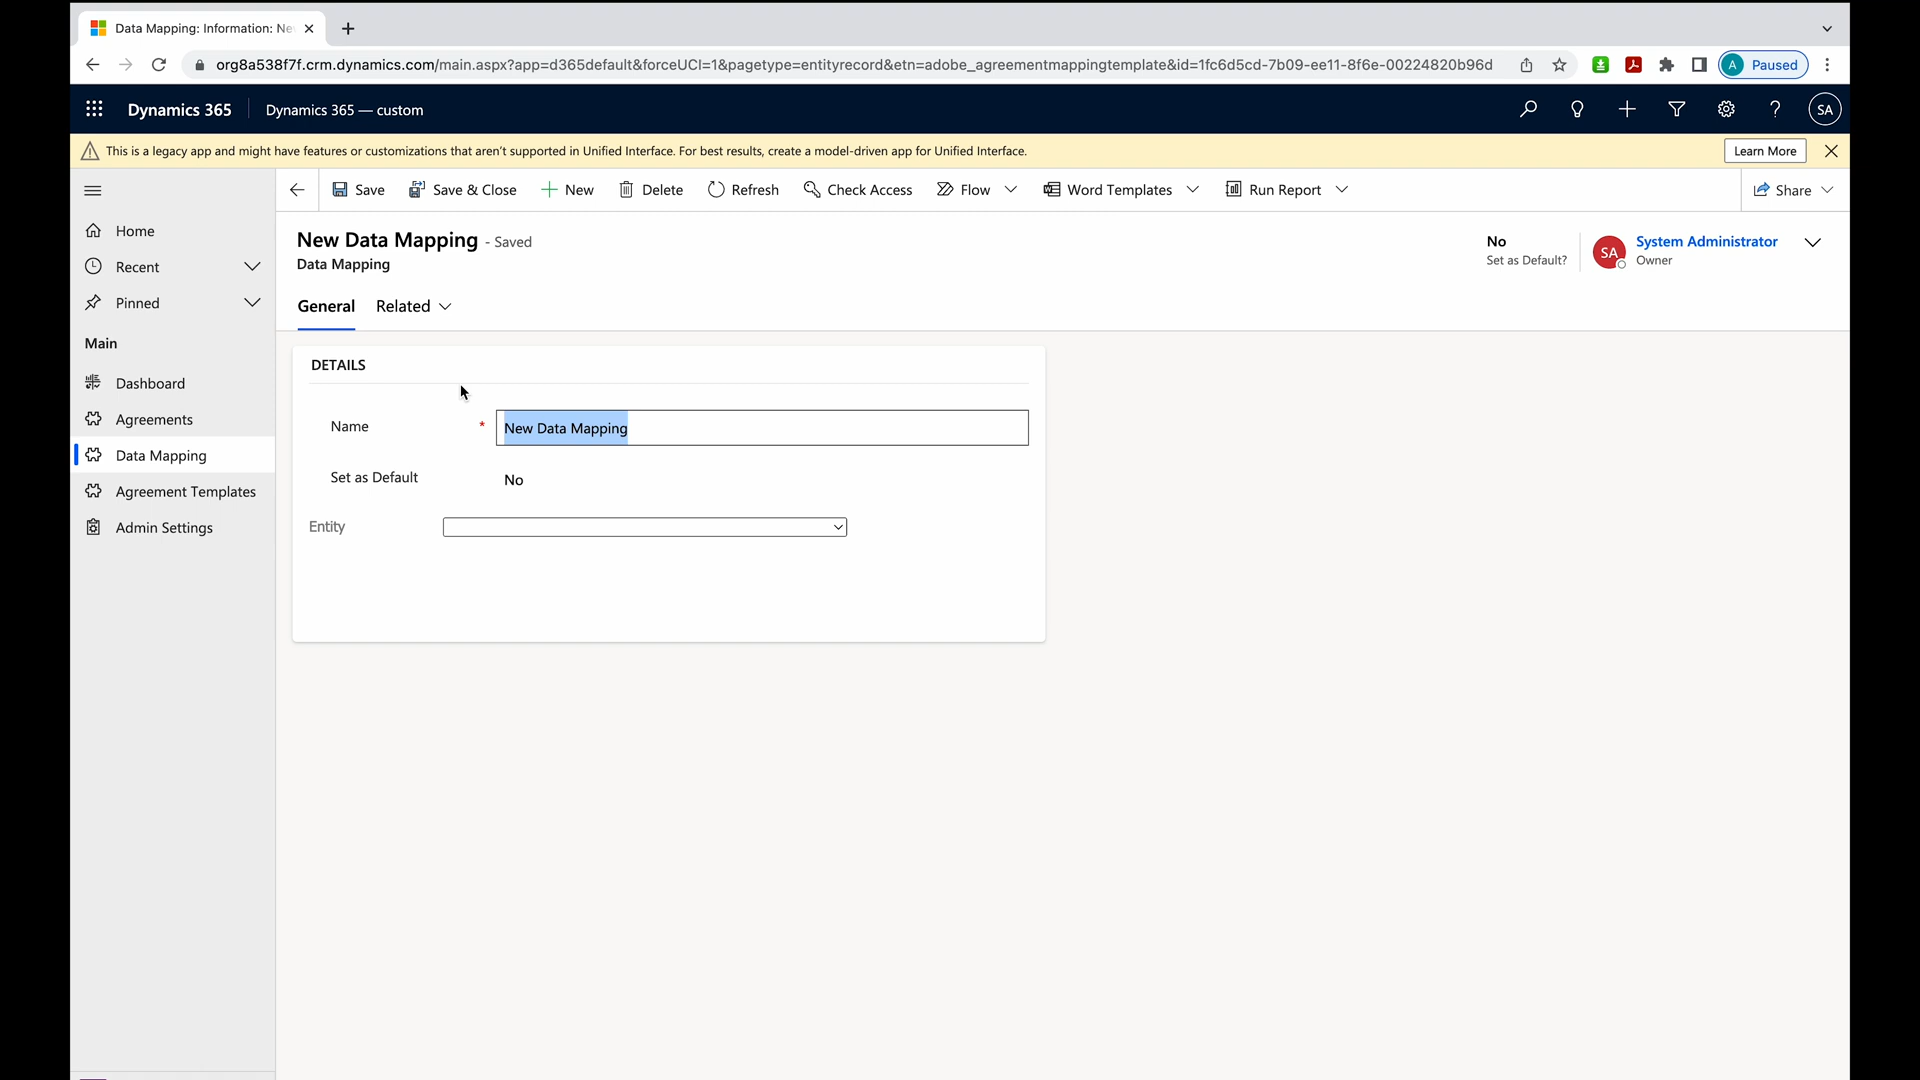 Data Mapping: Information: Ne
org8a538f7f.crm.dynamics.com/main.aspx?app=d365default&forceUCI=1&pagetype=entityrecord&etn=adobe_agreementmappingtemplate&id=1fc6d5cd-7b09-ee11-8f6e-00224820b96d
A Paused
Dynamics 365 Dynamics 365 — custom
SA
This is a legacy app and might have features or customizations that aren't supported in Unified Interface. For best results, create a model-driven app for Unified Interface.
Learn More
Save Save & Close New Delete Refresh Check Access Flow Word Templates Run Report Share
Home
Recent
Pinned
Main
Dashboard
Agreements
Data Mapping
Agreement Templates
Admin Settings
New Data Mapping - Saved
Data Mapping
No
Set as Default?
SA
System Administrator
Owner
General Related
DETAILS
Name * New Data Mapping
Set as Default No
Entity